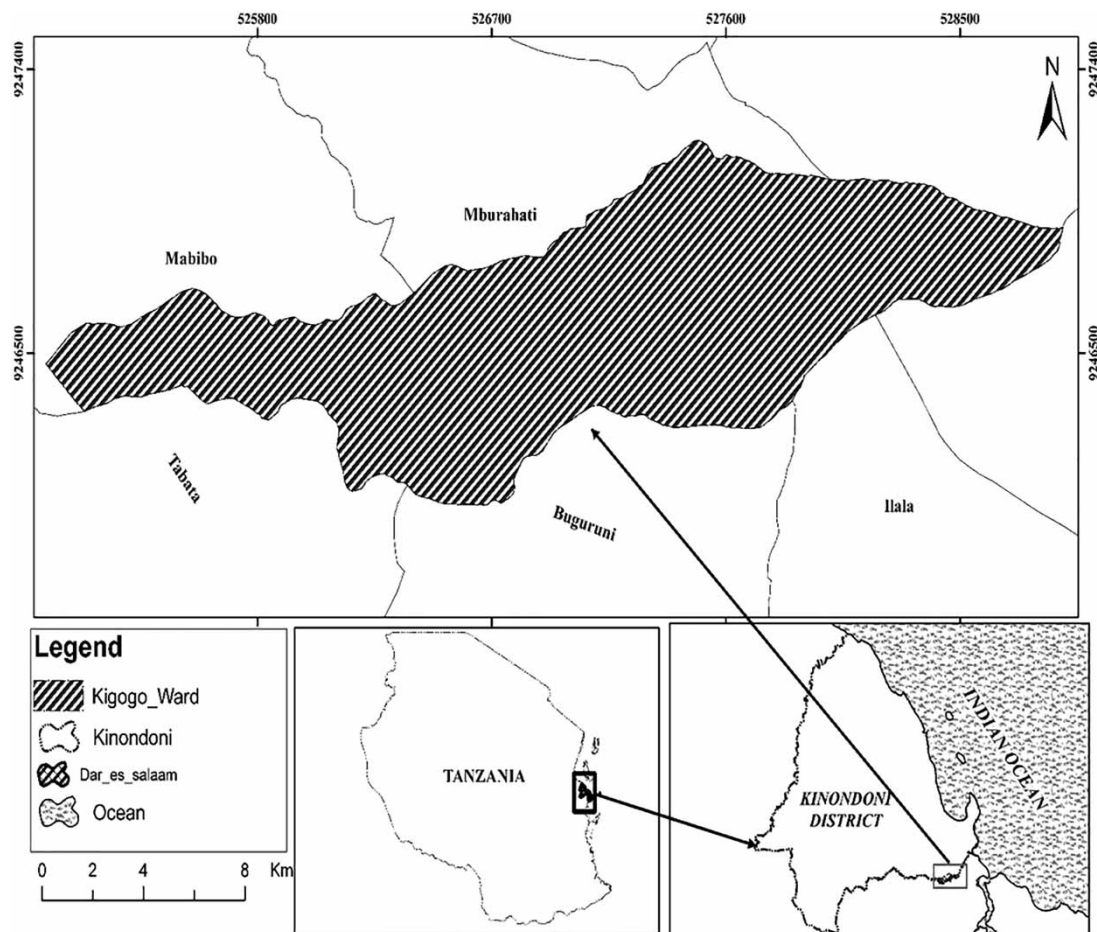 525800
526700
527600
528500
9247400
9247400
N
Mburahati
Mabibo
9246500
9246500
Tabata
Buguruni
Ilala
Legend
Kigogo_Ward
Kinondoni
Dar_es_salaam
Ocean
0 2 4 6 8 Km
TANZANIA
INDIAN OCEAN
KINONDONI
DISTRICT